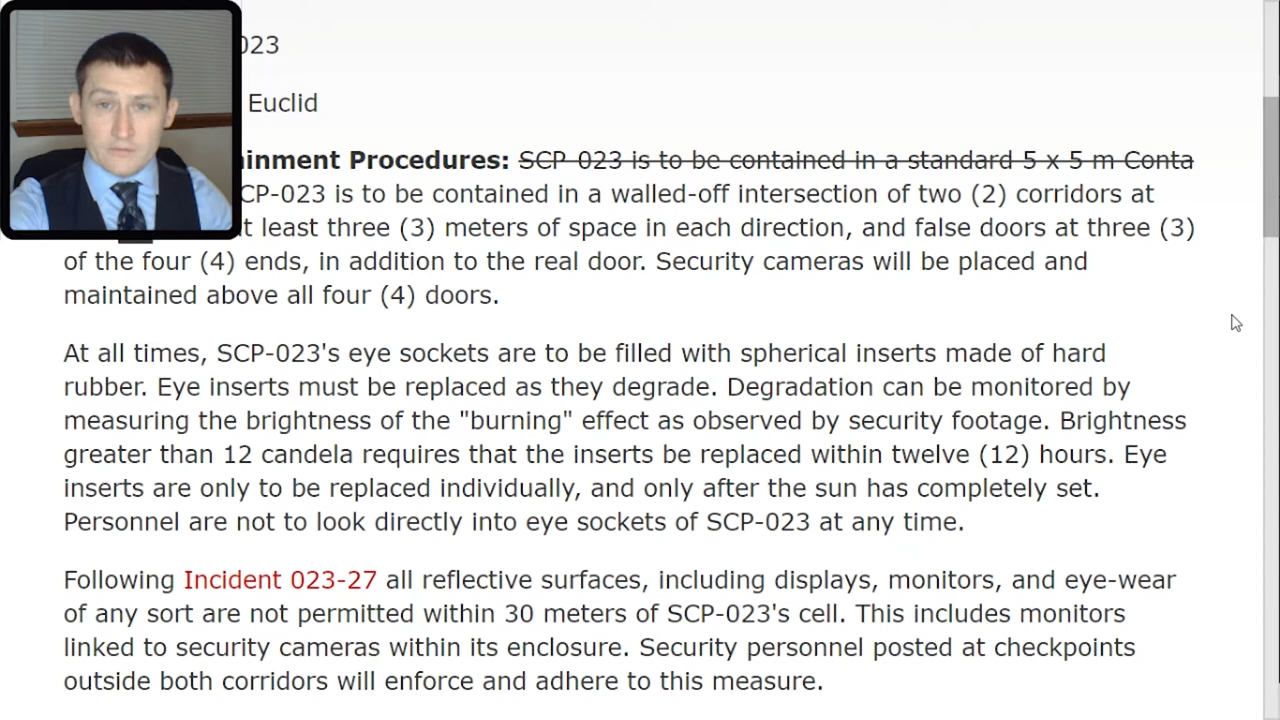 023
Euclid
ainment Procedures: SCP-023 is to be contained in a standard 5 x 5 m Conta
CP-023 is to be contained in a walled-off intersection of two (2) corridors at
t least three (3) meters of space in each direction, and false doors at three (3)
of the four (4) ends, in addition to the real door. Security cameras will be placed and
maintained above all four (4) doors.
At all times, SCP-023's eye sockets are to be filled with spherical inserts made of hard
rubber. Eye inserts must be replaced as they degrade. Degradation can be monitored by
measuring the brightness of the "burning" effect as observed by security footage. Brightness
greater than 12 candela requires that the inserts be replaced within twelve (12) hours. Eye
inserts are only to be replaced individually, and only after the sun has completely set.
Personnel are not to look directly into eye sockets of SCP-023 at any time.
Following Incident 023-27 all reflective surfaces, including displays, monitors, and eye-wear
of any sort are not permitted within 30 meters of SCP-023's cell. This includes monitors
linked to security cameras within its enclosure. Security personnel posted at checkpoints
outside both corridors will enforce and adhere to this measure.